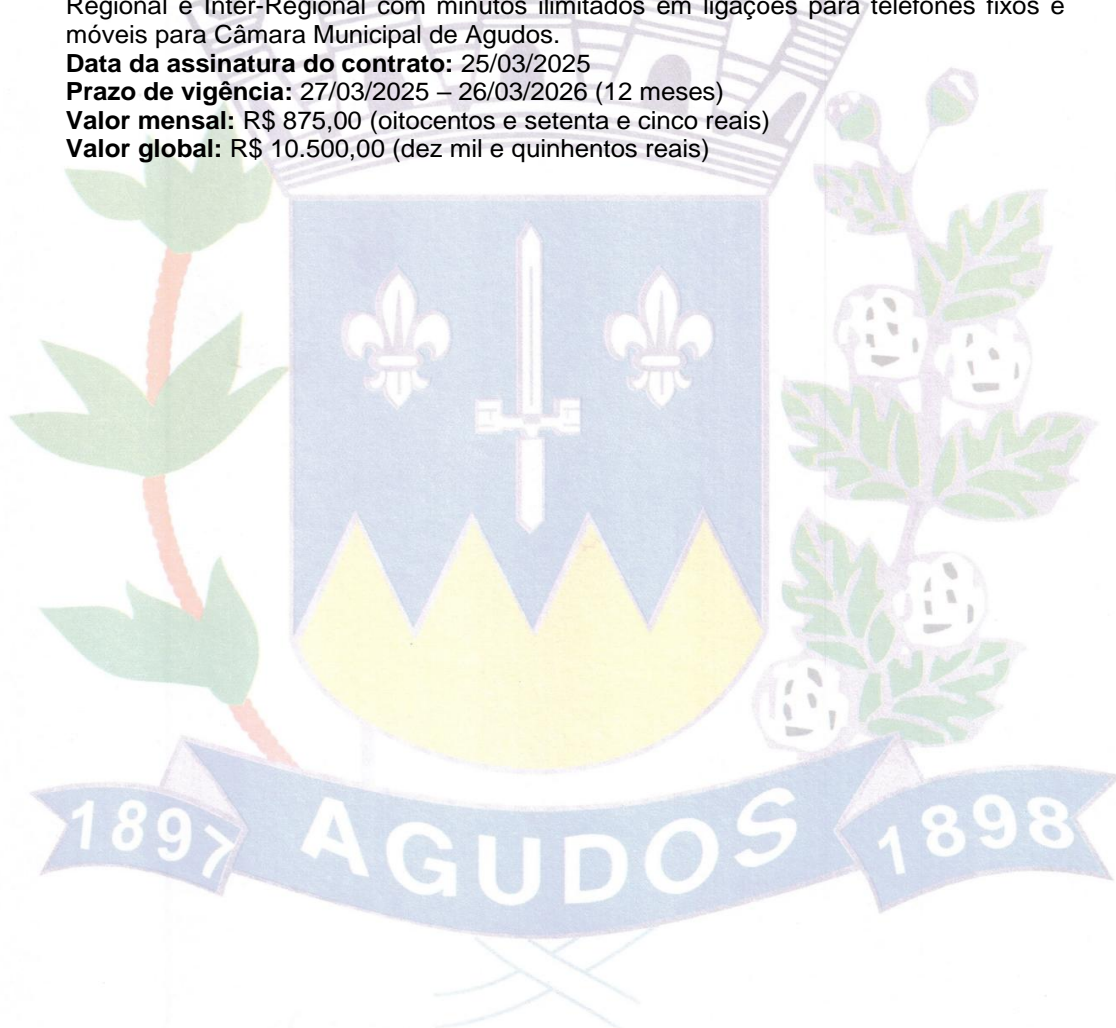 Regional e Inter-Regional com minutos ilimitados em ligações para telefones fixos e
móveis para Câmara Municipal de Agudos.
Data da assinatura do contrato: 25/03/2025
Prazo de vigência: 27/03/2025 – 26/03/2026 (12 meses)
Valor mensal: R$ 875,00 (oitocentos e setenta e cinco reais)
Valor global: R$ 10.500,00 (dez mil e quinhentos reais)
1897 AGUDOS 1898